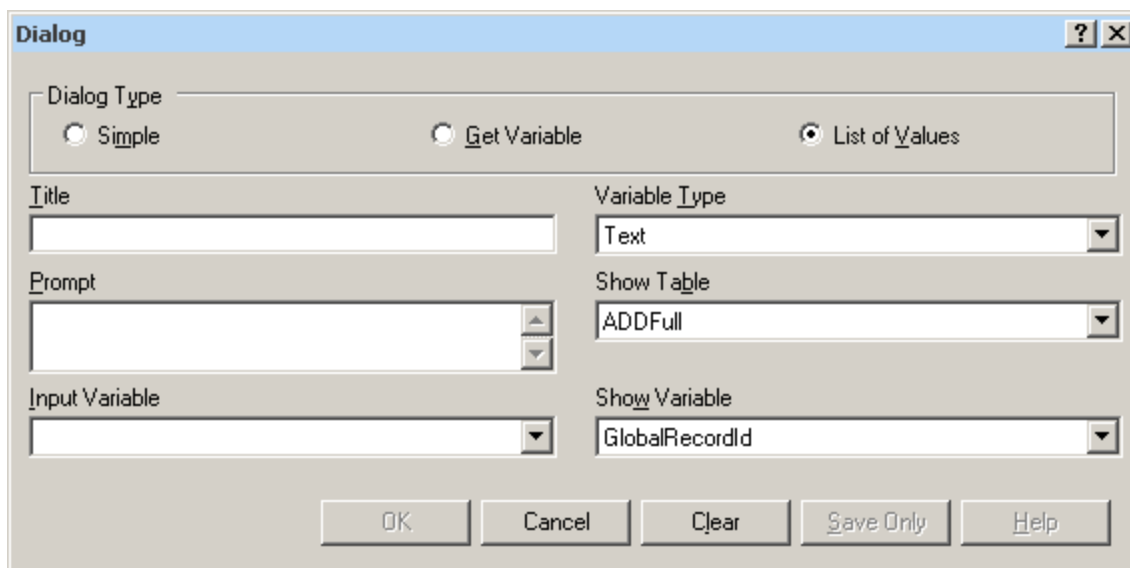 Dialog ?
Dialog Type
Simple Get Variable List of Values
Title Variable Type
Text
Prompt Show Table
ADDFull
Input Variable Show Variable
GlobalRecordId
OK Cancel Clear Save Only Help